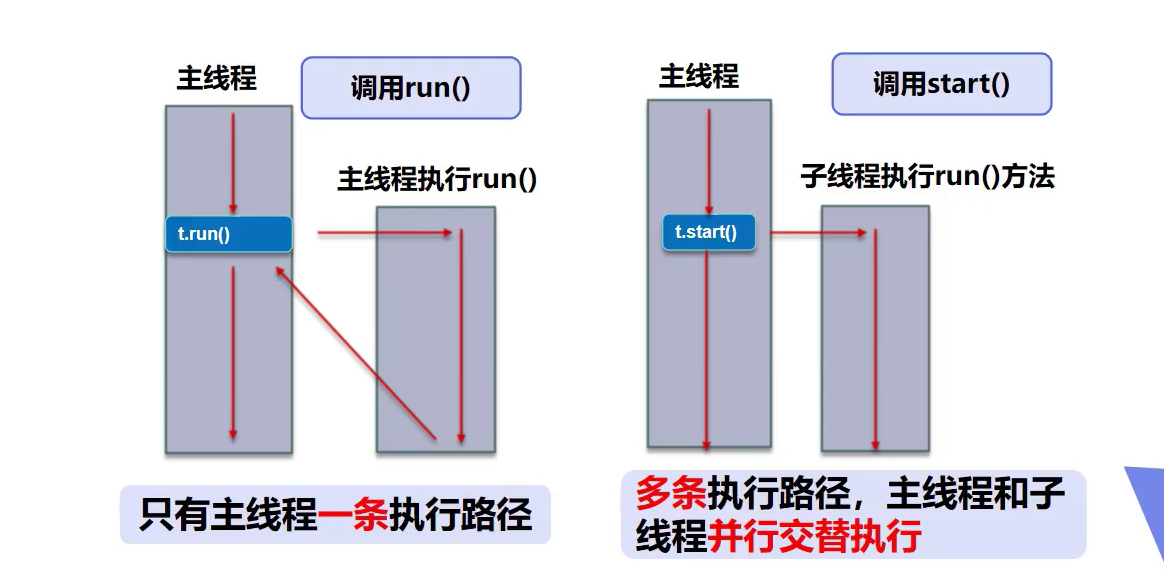 主线程
调用run()
主线程执行run()
t.run()
只有主线程一条执行路径
主线程
调用start()
子线程执行run()方法
t.start()
多条执行路径，主线程和子
线程并行交替执行